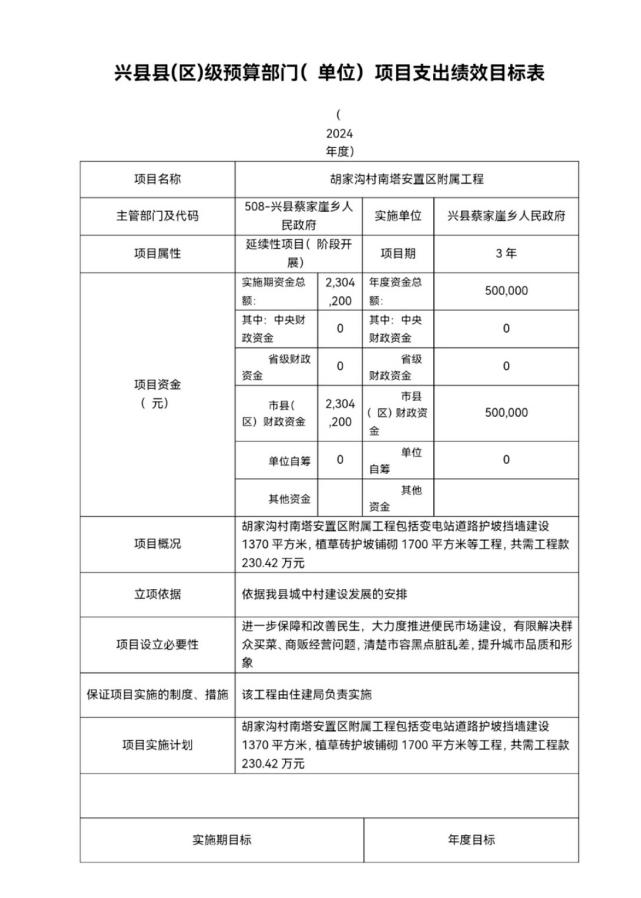 兴县县(区)级预算部门( 单位) 项目支出绩效目标表
(
2024
年度)
项目名称
胡家沟村南塔安置区附属工程
主管部门及代码
508-兴县蔡家崖乡人
民政府
实施单位
兴县蔡家崖乡人民政府
项目属性
延续性项目( 阶段开
展)
项目期
3 年
项目资金
( 元)
实施期资金总
额:
2,304
,200
年度资金总
额:
500,000
其中: 中央财
政资金
0
其中: 中央
财政资金
0
省级财政
资金
0
省级
财政资金
0
市县(
区) 财政资金
2,304
,200
市县
( 区) 财政资
金
500,000
单位自筹
0
单位
自筹
0
其他资金
其他
资金
项目概况
胡家沟村南塔安置区附属工程包括变电站道路护坡挡墙建设
1370 平方米, 植草砖护坡铺砌 1700 平方米等工程, 共需工程款
230.42 万元
立项依据
依据我县城中村建设发展的安排
项目设立必要性
进一步保障和改善民生, 大力度推进便民市场建设, 有限解决群
众买菜、商贩经营问题, 清楚市容黑点脏乱差, 提升城市品质和形
象
保证项目实施的制度、措施
该工程由住建局负责实施
项目实施计划
胡家沟村南塔安置区附属工程包括变电站道路护坡挡墙建设
1370 平方米, 植草砖护坡铺砌 1700 平方米等工程, 共需工程款
230.42 万元
实施期目标
年度目标